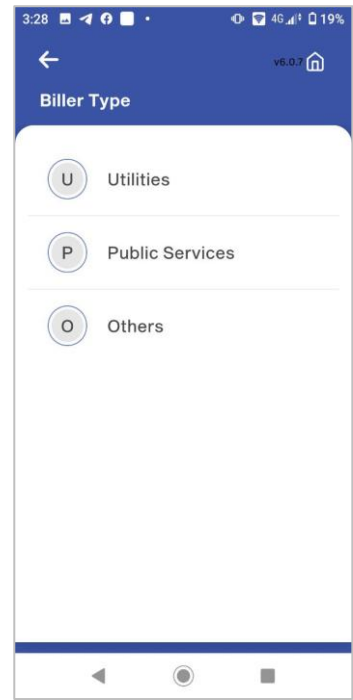 3:28 4G 19%
v6.0.7
Biller Type
U Utilities
P Public Services
O Others